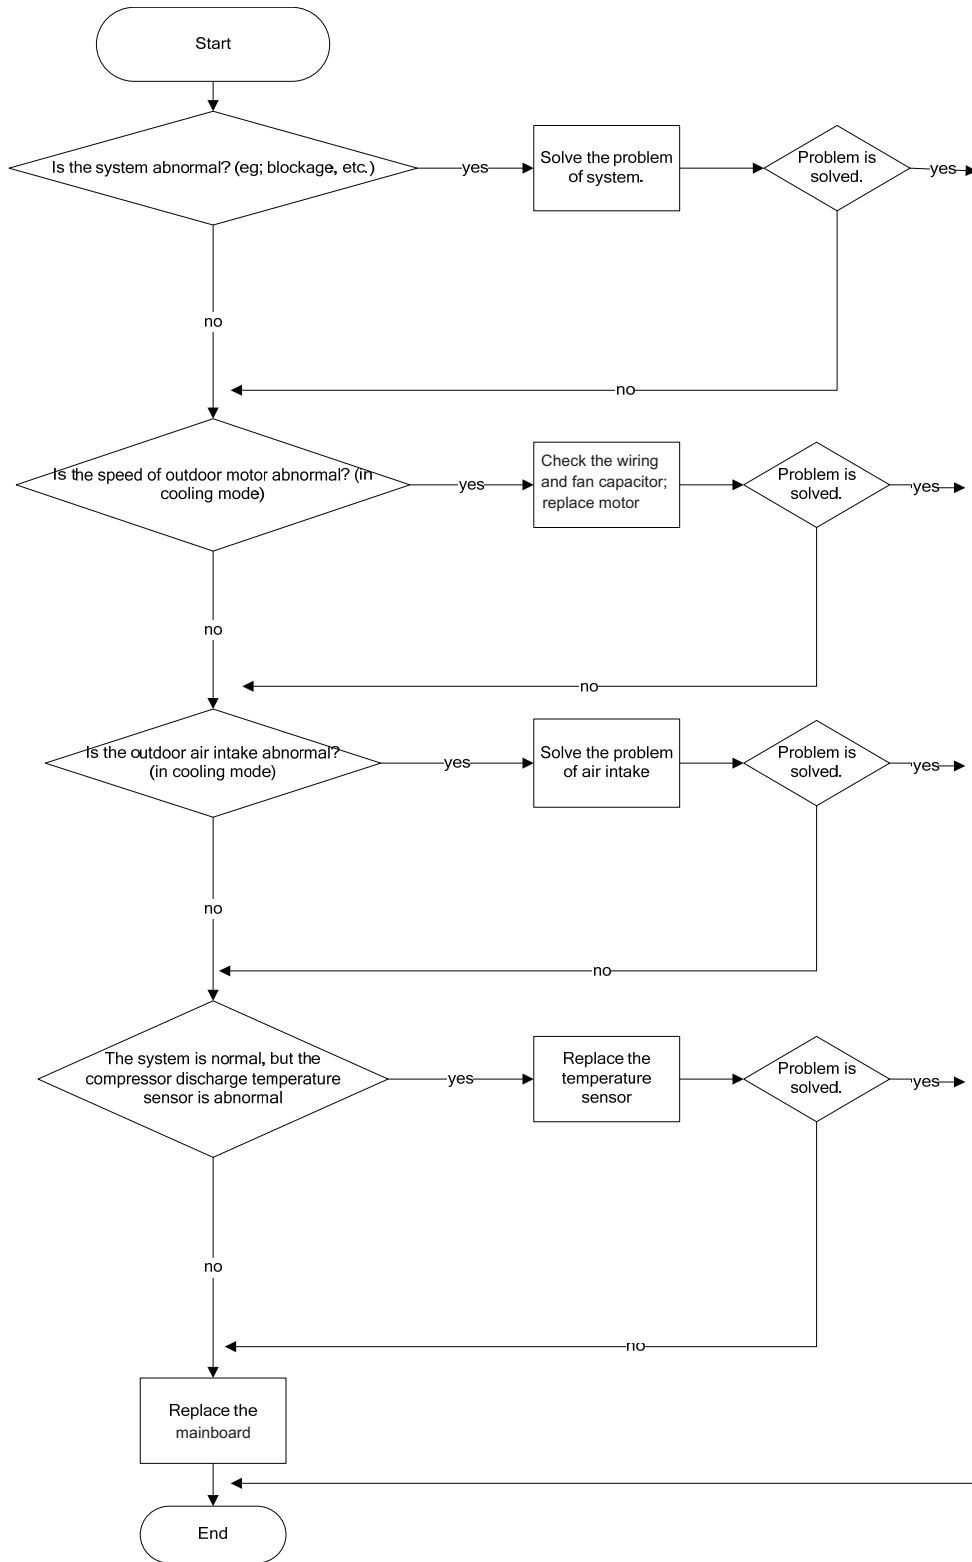 Start
Is the system abnormal? (eg; blockage, etc.)
yes
Solve the problem
of system.
Problem is
solved.
yes
no
no
Is the speed of outdoor motor abnormal? (in
cooling mode)
yes
Check the wiring
and fan capacitor;
replace motor
Problem is
solved.
yes
no
no
Is the outdoor air intake abnormal?
(in cooling mode)
yes
Solve the problem
of air intake
Problem is
solved.
yes
no
no
The system is normal, but the
compressor discharge temperature
sensor is abnormal
yes
Replace the
temperature
sensor
Problem is
solved.
yes
no
no
Replace the
mainboard
End